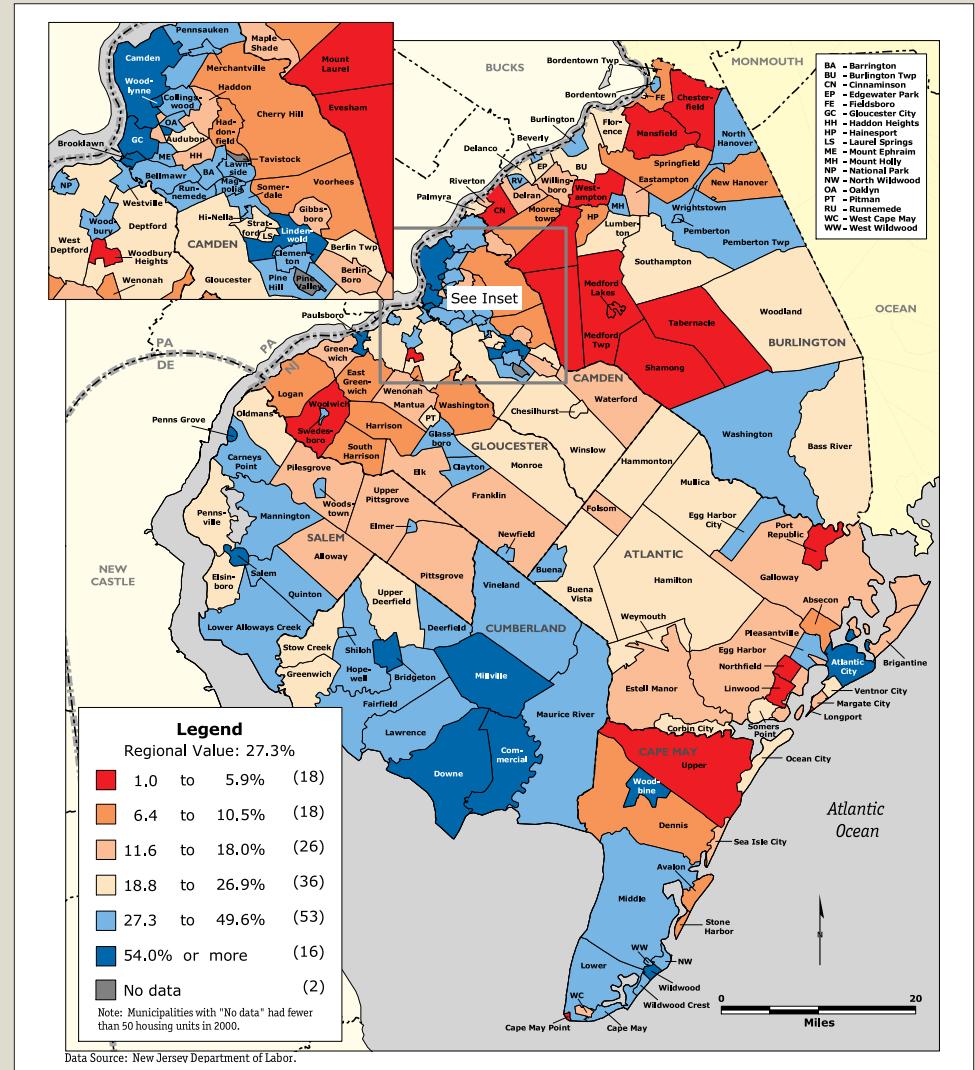 Pennsauken
Maple
Shade
Camden
Merchantville
Mount
Laurel
Wood-
lynne
Haddon
Collings-
wood
Evesham
Cherry Hill
OA
Had-
don-
field
GC
Audubon
Brooklawn
ME
HH
Tavistock
Lawn-
side
Bellmawr
BA
NP
Run-
nemede
Mag-
nolia
Somer-
dale
Voorhees
Westville
Hi-Nella
Gibbs-
boro
Wood-
bury
Deptford
Strat-
ford
LS
Linden-
wold
West
Deptford
CAMDEN
Clemen-
ton
Berlin Twp
Woodbury
Heights
Pine
Hill
Pine
Valley
Berlin
Boro
Wenonah
Gloucester
BUCKS
Bordentown Twp
MONMOUTH
Bordentown
FE
Chester-
field
Burlington
Flor-
ence
Mansfield
North
Hanover
Beverly
Delanco
EP
BU
Springfield
Riverton
RV
Willing-
boro
Eastampton
New Hanover
Palmyra
Delran
West-
ampton
CN
Moores-
town
HP
MH
Wrightstown
Lumber-
ton
Pemberton
Pemberton Twp
Southampton
See Inset
Medford
Lakes
Woodland
OCEAN
Paulsboro
Tabernacle
BURLINGTON
PA
DE
PA
NJ
Green-
wich
Medford
Twp
Shamong
East
Green-
wich
CAMDEN
Logan
Wenonah
Waterford
Oldmans
Woolwich
Mantua
Washington
Chesilhurst
Penns Grove
PT
Harrison
Washington
Swedes-
boro
Glass-
boro
GLOUCESTER
Bass River
Carneys
Point
South
Harrison
Winslow
Pilesgrove
Elk
Clayton
Monroe
Hammonton
Mullica
Upper
Pittsgrove
Franklin
Woods-
town
Folsom
Egg Harbor
City
Penns-
ville
Mannington
Elmer
Newfield
Port
Republic
SALEM
ATLANTIC
Alloway
NEW
CASTLE
Buena
Salem
Pittsgrove
Vineland
Galloway
Elsin-
boro
Quinton
Upper
Deerfield
Buena
Vista
Hamilton
Absecon
Weymouth
Lower Alloways Creek
Deerfield
CUMBERLAND
Pleasantville
Stow Creek
Shiloh
Egg Harbor
Atlantic
City
Brigantine
Hope-
well
Northfield
Greenwich
Bridgeton
Millville
Estell Manor
Linwood
Ventnor City
Fairfield
Margate City
Maurice River
Longport
Corbin City
Somers
Point
Lawrence
CAPE MAY
Com-
mercial
Upper
Ocean City
Downe
Wood-
bine
Dennis
Sea Isle City
Atlantic
Ocean
Avalon
Middle
Stone
Harbor
N
WW
NW
Lower
Wildwood
WC
Wildwood Crest
Cape May Point
Cape May
0 20
Miles
BA - Barrington
BU - Burlington Twp
CN - Cinnaminson
EP - Edgewater Park
FE - Fieldsboro
GC - Gloucester City
HH - Haddon Heights
HP - Hainesport
LS - Laurel Springs
ME - Mount Ephraim
MH - Mount Holly
NP - National Park
NW - North Wildwood
OA - Oaklyn
PT - Pitman
RU - Runnemede
WC - West Cape May
WW - West Wildwood
Legend
Regional Value: 27.3%
1.0 to 5.9% (18)
6.4 to 10.5% (18)
11.6 to 18.0% (26)
18.8 to 26.9% (36)
27.3 to 49.6% (53)
54.0% or more (16)
No data (2)
Note: Municipalities with "No data" had fewer
than 50 housing units in 2000.
Data Source: New Jersey Department of Labor.